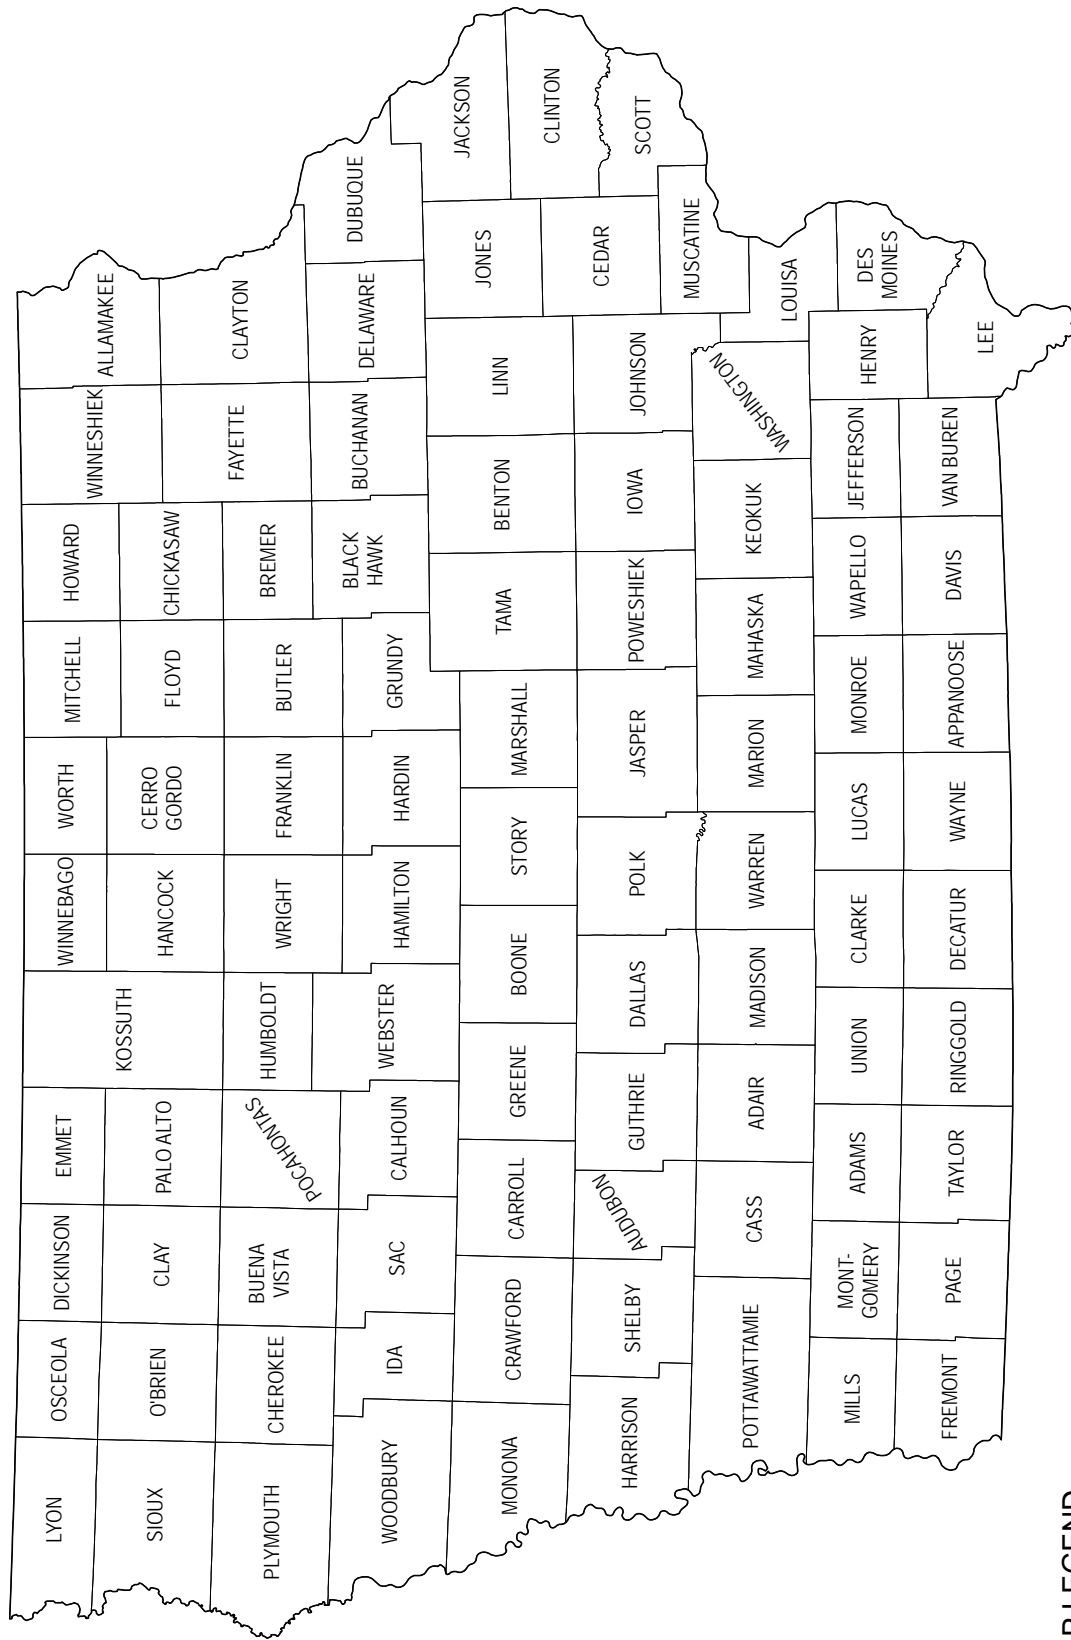 LYON
OSCEOLA
DICKINSON
EMMET
KOSSUTH
WINNEBAGO
WORTH
MITCHELL
HOWARD
WINNESHIEK
ALLAMAKEE
SIOUX
O'BRIEN
CLAY
PALO ALTO
HANCOCK
CERRO
GORDO
FLOYD
CHICKASAW
FAYETTE
CLAYTON
PLYMOUTH
CHEROKEE
BUENA
VISTA
POCAHONTAS
HUMBOLDT
WRIGHT
FRANKLIN
BUTLER
BREMER
WOODBURY
IDA
SAC
CALHOUN
WEBSTER
HAMILTON
HARDIN
GRUNDY
BLACK
HAWK
BUCHANAN
DELAWARE
DUBUQUE
MONONA
CRAWFORD
CARROLL
GREENE
BOONE
STORY
MARSHALL
TAMA
BENTON
LINN
JONES
JACKSON
CLINTON
HARRISON
SHELBY
AUDUBON
GUTHRIE
DALLAS
POLK
JASPER
POWESHIEK
IOWA
JOHNSON
CEDAR
SCOTT
MUSCATINE
POTTAWATTAMIE
CASS
ADAIR
MADISON
WARREN
MARION
MAHASKA
KEOKUK
WASHINGTON
LOUISA
MILLS
MONT-
GOMERY
ADAMS
UNION
CLARKE
LUCAS
MONROE
WAPELLO
JEFFERSON
HENRY
DES
MOINES
FREMONT
PAGE
TAYLOR
RINGGOLD
DECATUR
WAYNE
APPANOOSE
DAVIS
VAN BUREN
LEE
LEGEND